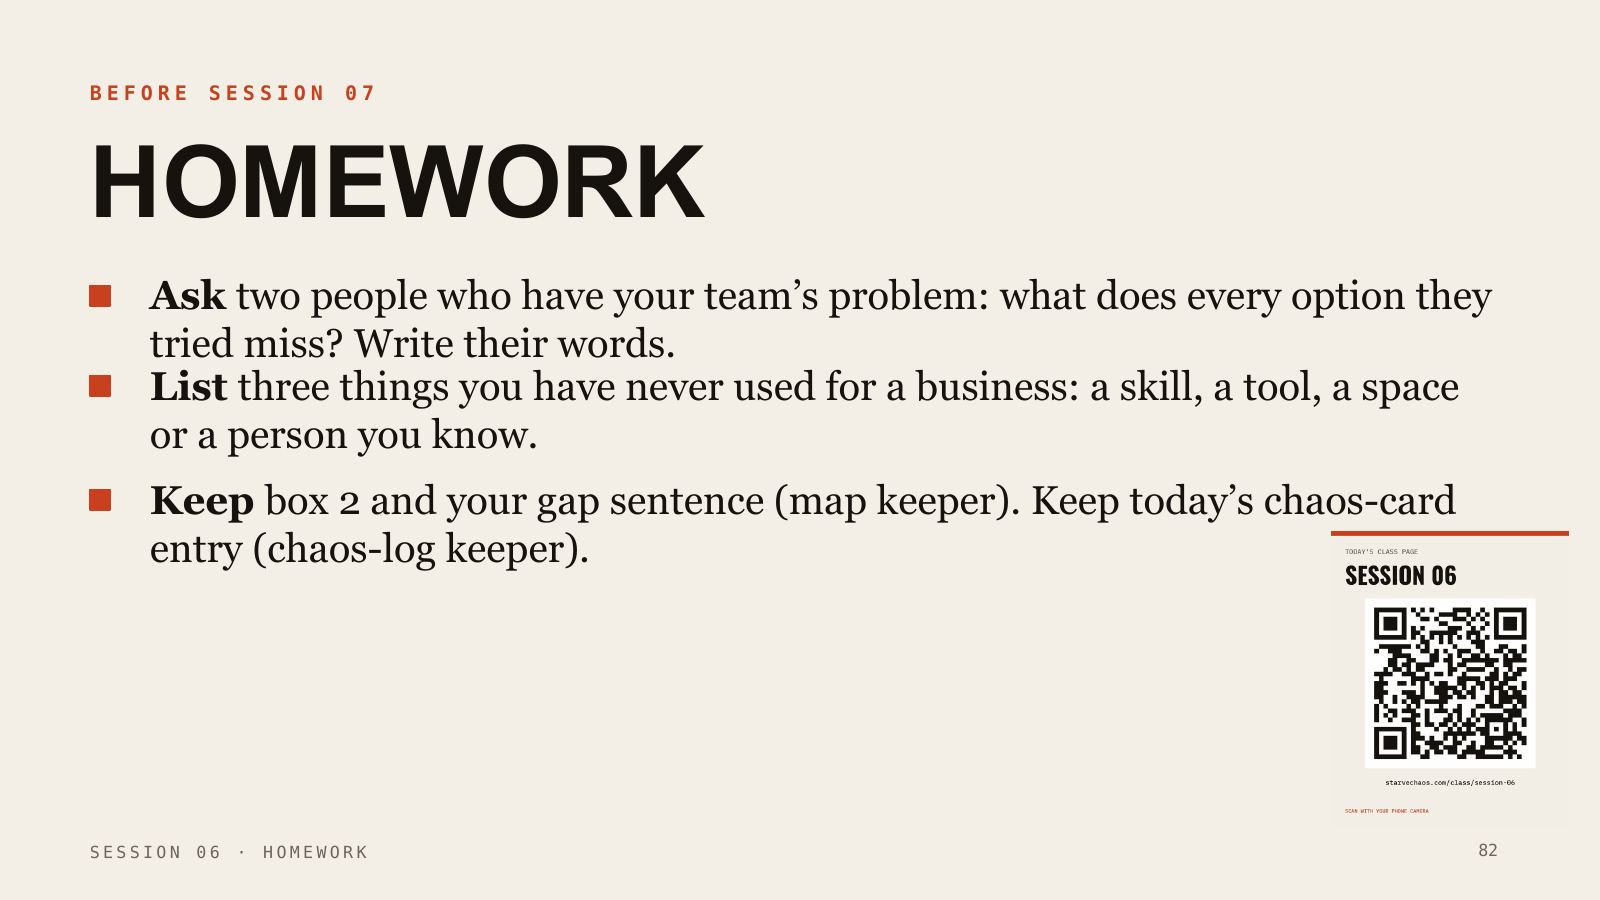 BEFORE SESSION 07
HOMEWORK
Ask two people who have your team’s problem: what does every option they
tried miss? Write their words.
List three things you have never used for a business: a skill, a tool, a space
or a person you know.
Keep box 2 and your gap sentence (map keeper). Keep today’s chaos-card
entry (chaos-log keeper).
TODAY'S CLASS PAGE
SESSION 06
starvechaos.com/class/session-06
SCAN WITH YOUR PHONE CAMERA
SESSION 06 · HOMEWORK
82